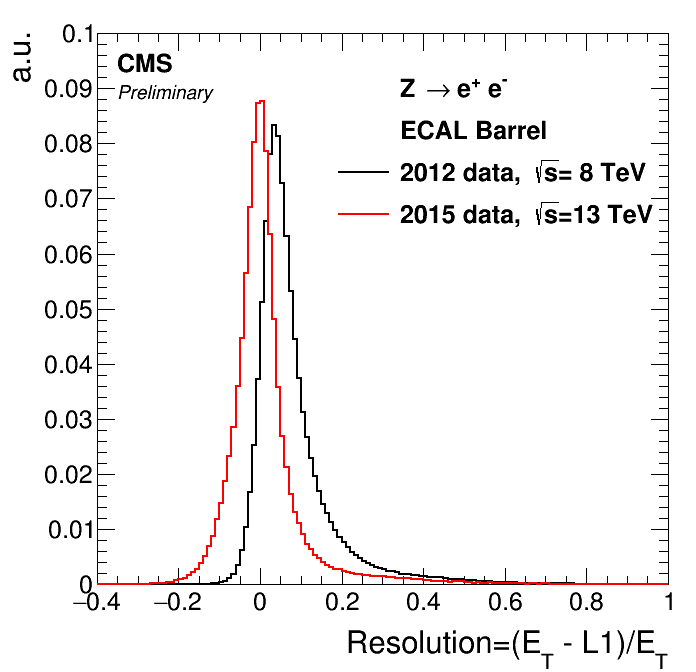 a.u.
0.1
CMS
Preliminary
Z → e+ e-
ECAL Barrel
2012 data, √s= 8 TeV
2015 data, √s=13 TeV
0.09
0.08
0.07
0.06
0.05
0.04
0.03
0.02
0.01
0
−0.4 −0.2 0 0.2 0.4 0.6 0.8 1
Resolution=(E_T - L1)/E_T